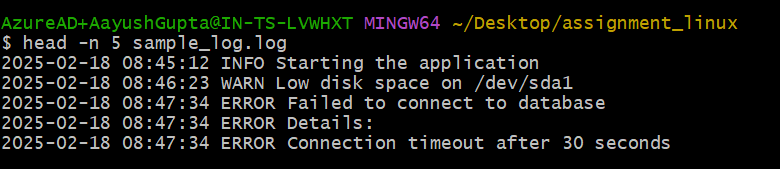 AzureAD+AayushGupta@IN-TS-LVWHXT MINGW64 ~/Desktop/assignment_linux
$ head -n 5 sample_log.log
2025-02-18 08:45:12 INFO Starting the application
2025-02-18 08:46:23 WARN Low disk space on /dev/sda1
2025-02-18 08:47:34 ERROR Failed to connect to database
2025-02-18 08:47:34 ERROR Details:
2025-02-18 08:47:34 ERROR Connection timeout after 30 seconds